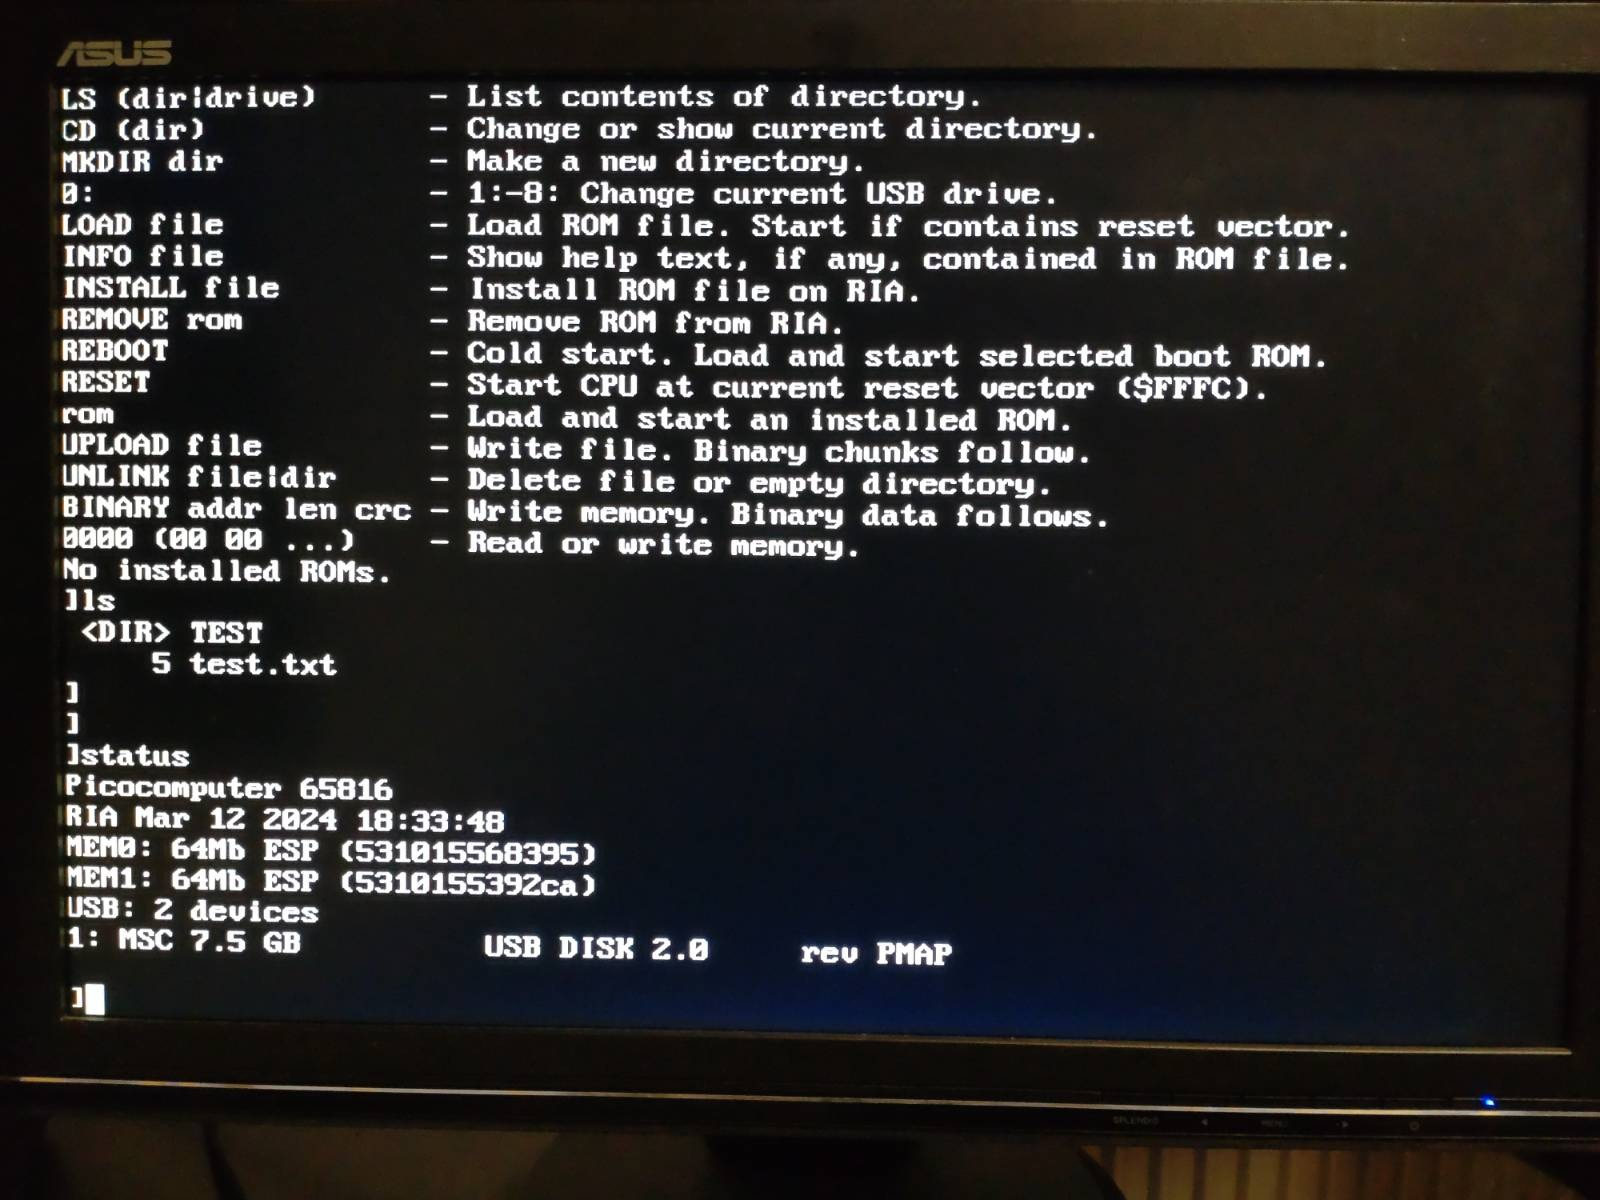 ASUS
LS (dir|drive) - List contents of directory.
CD (dir) - Change or show current directory.
MKDIR dir - Make a new directory.
0: - 1:-8: Change current USB drive.
LOAD file - Load ROM file. Start if contains reset vector.
INFO file - Show help text, if any, contained in ROM file.
INSTALL file - Install ROM file on RIA.
REMOVE rom - Remove ROM from RIA.
REBOOT - Cold start. Load and start selected boot ROM.
RESET - Start CPU at current reset vector ($FFFC).
rom - Load and start an installed ROM.
UPLOAD file - Write file. Binary chunks follow.
UNLINK file|dir - Delete file or empty directory.
BINARY addr len crc - Write memory. Binary data follows.
0000 (00 00 ...) - Read or write memory.
No installed ROMs.
]ls
<DIR> TEST
5 test.txt
]
]
]status
Picocomputer 65816
RIA Mar 12 2024 18:33:48
MEM0: 64Mb ESP (531015568395)
MEM1: 64Mb ESP (5310155392ca)
USB: 2 devices
1: MSC 7.5 GB USB DISK 2.0 rev PMAP
]
SPLENDID MENU